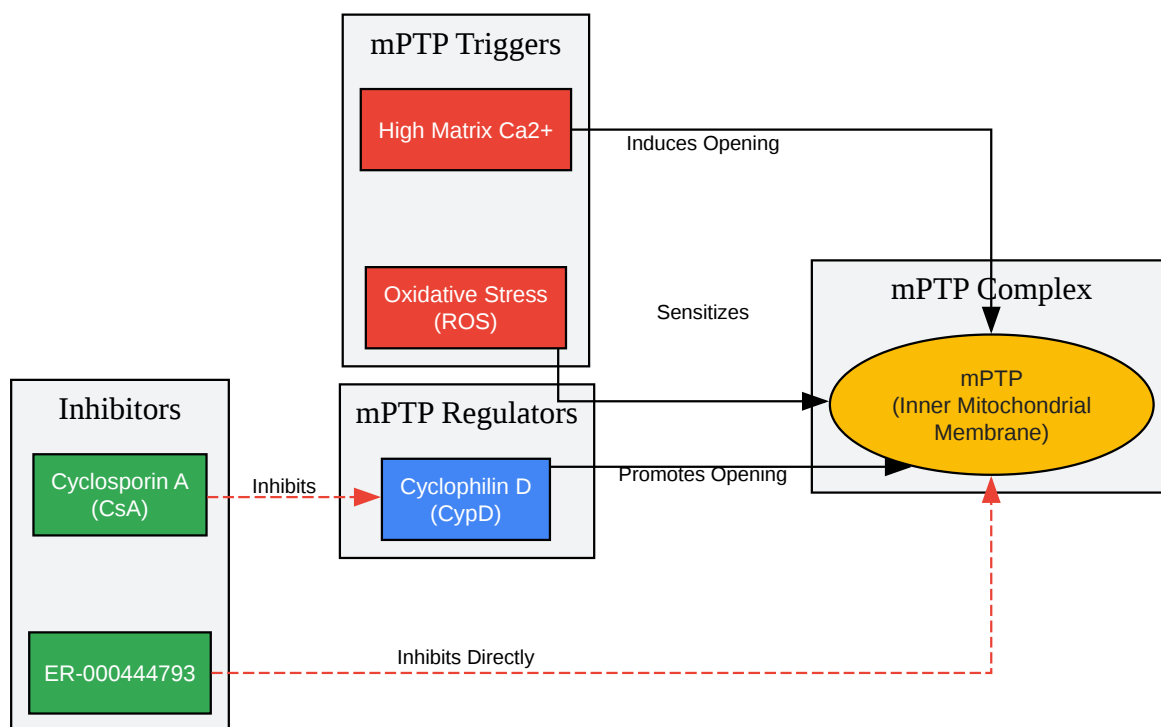 mPTP Triggers
High Matrix Ca2+
Induces Opening
Oxidative Stress
(ROS)
Sensitizes
mPTP Complex
mPTP
(Inner Mitochondrial
Membrane)
Inhibitors
mPTP Regulators
Cyclosporin A
(CsA)
Inhibits
Cyclophilin D
(CypD)
Promotes Opening
ER-000444793
Inhibits Directly